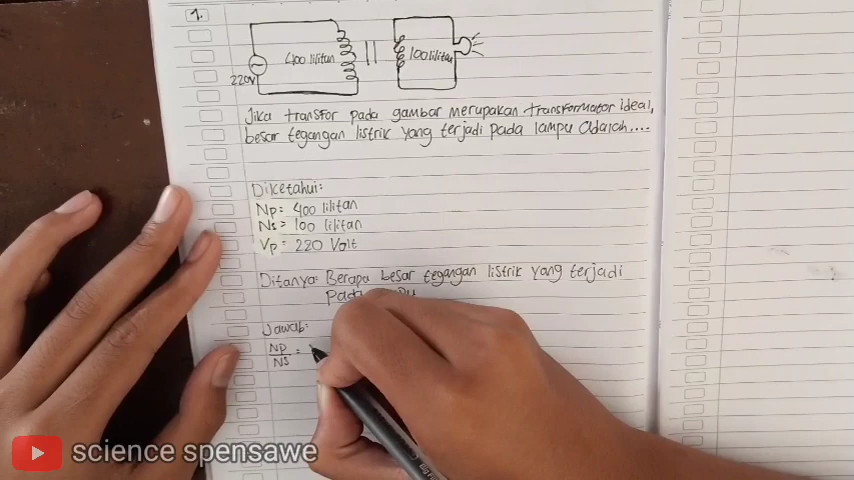 1.
400 lilitan
100 lilitan
220V
Jika transfor pada gambar merupakan transformator ideal,
besar tegangan listrik yang terjadi pada lampu adalah....
Diketahui:
Np = 400 lilitan
Ns = 100 lilitan
Vp = 220 Volt
Ditanya: Berapa besar tegangan listrik yang terjadi
pada
Jawab:
Np
=
Ns
science spensawe